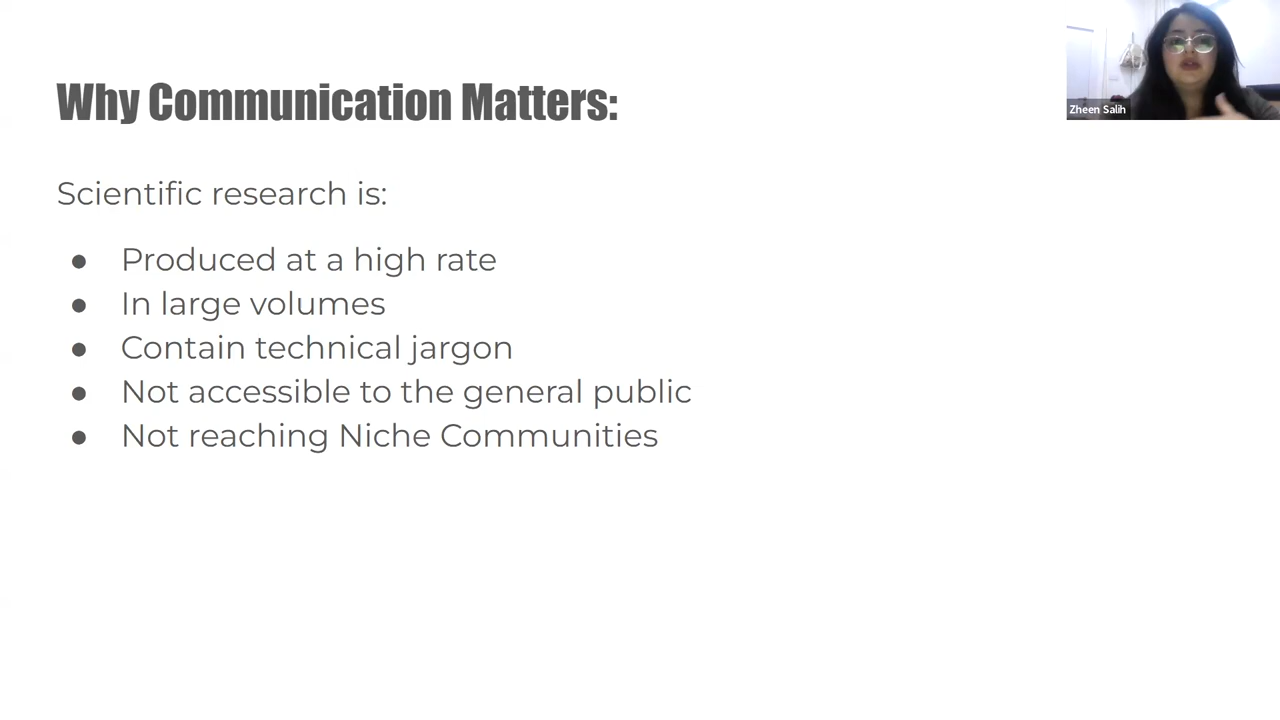 Why Communication Matters:
Zheen Salih
Scientific research is:
● Produced at a high rate
● In large volumes
● Contain technical jargon
● Not accessible to the general public
● Not reaching Niche Communities